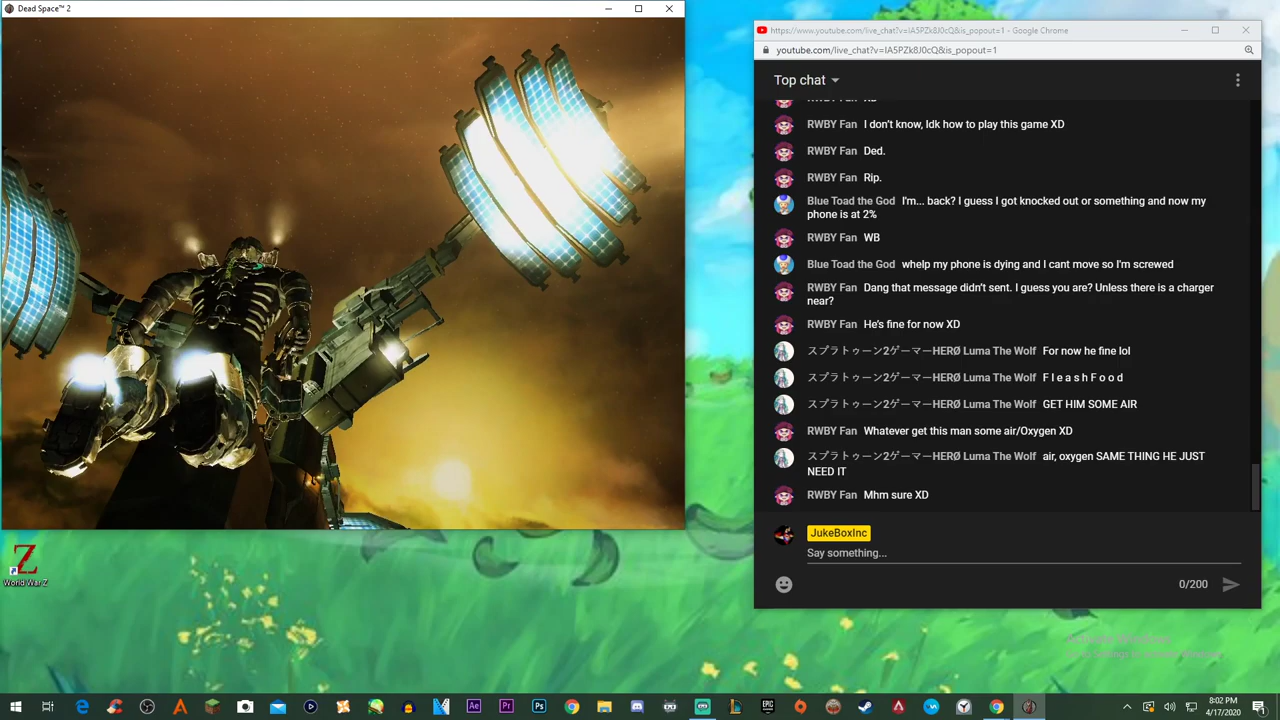 Dead Space™ 2
https://www.youtube.com/live_chat?v=IA5PZk8J0cQ&is_popout=1 - Google Chrome
youtube.com/live_chat?v=IA5PZk8J0cQ&is_popout=1
Top chat
RWBY Fan XD
RWBY Fan I don't know, Idk how to play this game XD
RWBY Fan Ded.
RWBY Fan Rip.
Blue Toad the God I'm... back? I guess I got knocked out or something and now my
phone is at 2%
RWBY Fan WB
Blue Toad the God whelp my phone is dying and I cant move so I'm screwed
RWBY Fan Dang that message didn't sent. I guess you are? Unless there is a charger
near?
RWBY Fan He's fine for now XD
スプラトゥーン2ゲーマーHERØ Luma The Wolf For now he fine lol
スプラトゥーン2ゲーマーHERØ Luma The Wolf F l e a s h F o o d
スプラトゥーン2ゲーマーHERØ Luma The Wolf GET HIM SOME AIR
RWBY Fan Whatever get this man some air/Oxygen XD
スプラトゥーン2ゲーマーHERØ Luma The Wolf air, oxygen SAME THING HE JUST
NEED IT
RWBY Fan Mhm sure XD
JukeBoxInc
Say something...
0/200
Z
World War Z
Ae
Pr
Ps
EPIC
8:02 PM
4/17/2020